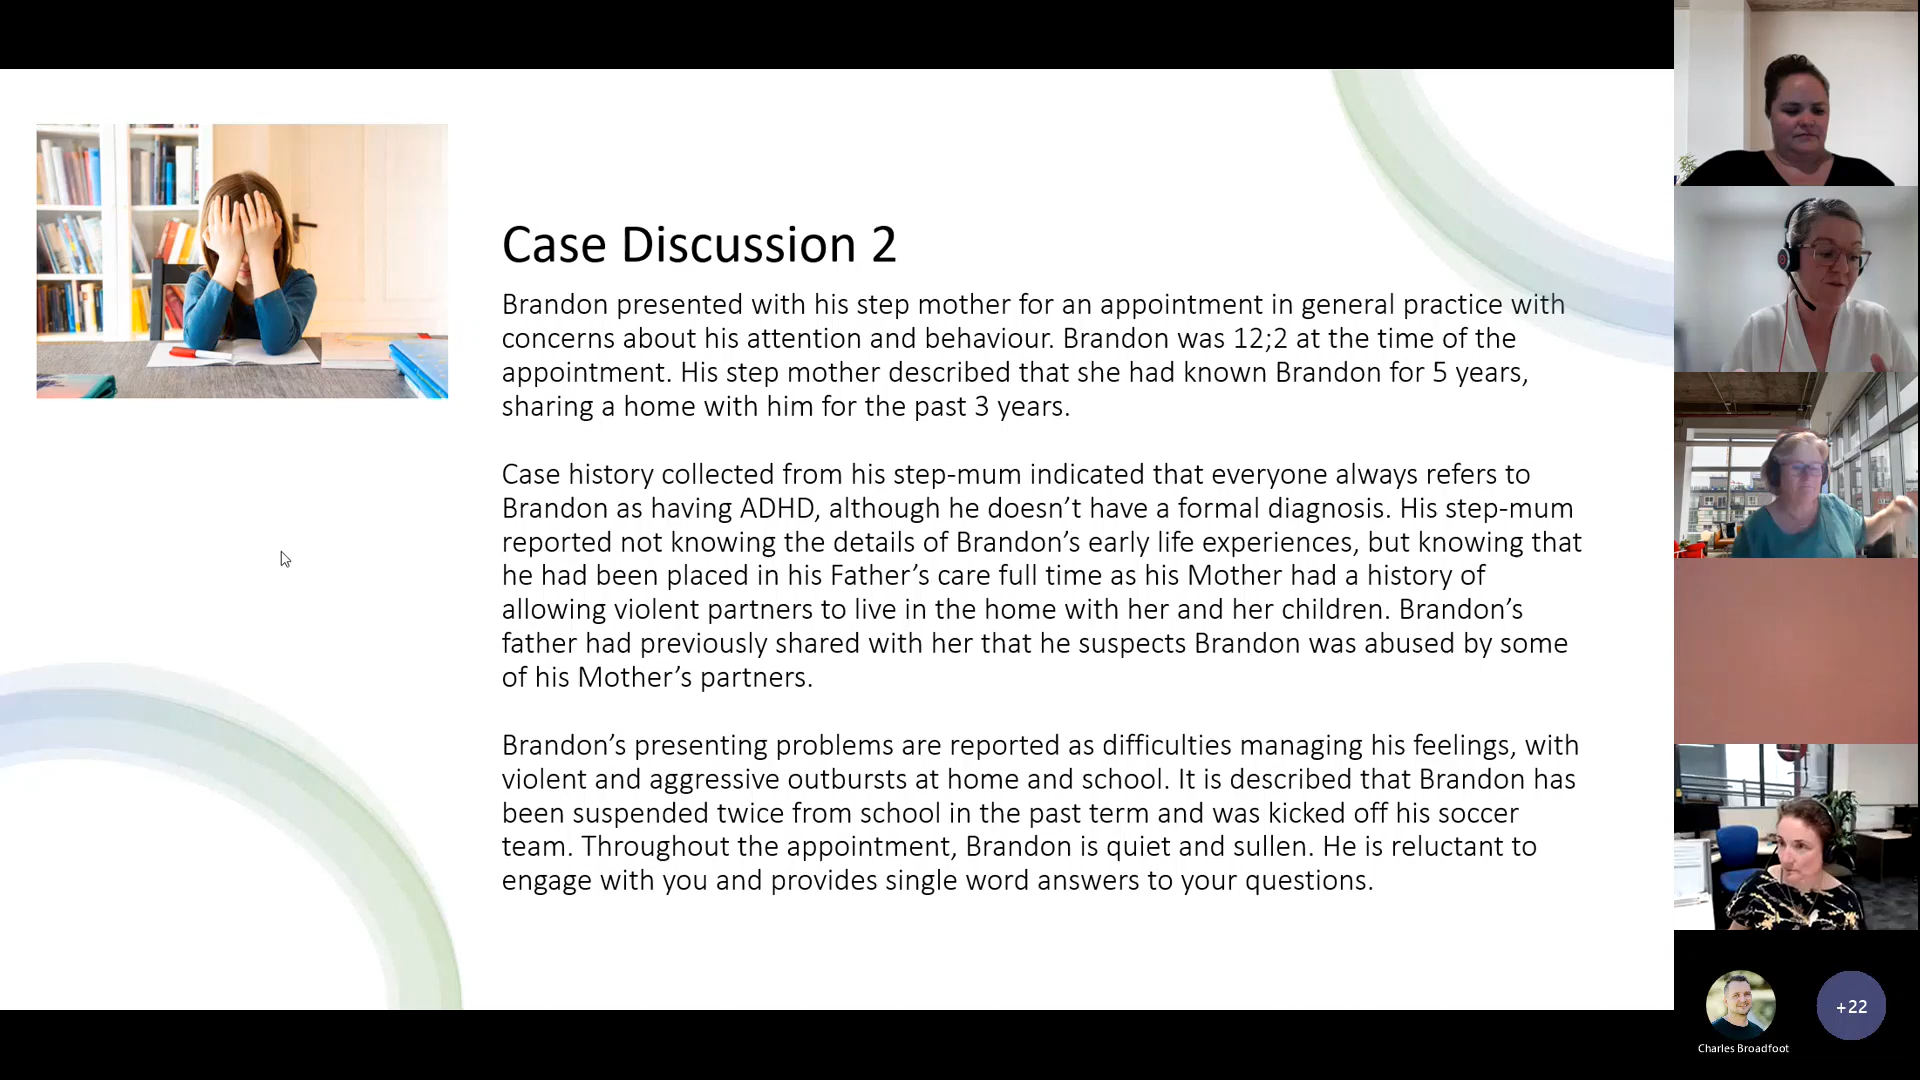 Case Discussion 2
Brandon presented with his step mother for an appointment in general practice with
concerns about his attention and behaviour. Brandon was 12;2 at the time of the
appointment. His step mother described that she had known Brandon for 5 years,
sharing a home with him for the past 3 years.
Case history collected from his step-mum indicated that everyone always refers to
Brandon as having ADHD, although he doesn’t have a formal diagnosis. His step-mum
reported not knowing the details of Brandon’s early life experiences, but knowing that
he had been placed in his Father’s care full time as his Mother had a history of
allowing violent partners to live in the home with her and her children. Brandon’s
father had previously shared with her that he suspects Brandon was abused by some
of his Mother’s partners.
Brandon’s presenting problems are reported as difficulties managing his feelings, with
violent and aggressive outbursts at home and school. It is described that Brandon has
been suspended twice from school in the past term and was kicked off his soccer
team. Throughout the appointment, Brandon is quiet and sullen. He is reluctant to
engage with you and provides single word answers to your questions.
+22
Charles Broadfoot